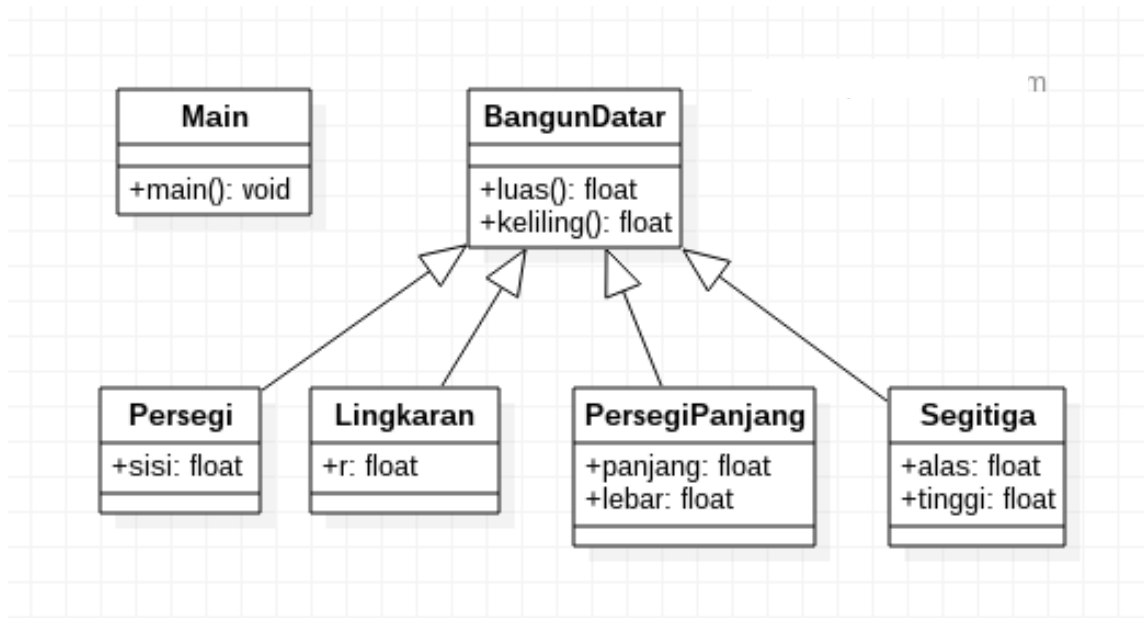 Main
+main(): void
BangunDatar
+luas(): float
+keliling(): float
Persegi
+sisi: float
Lingkaran
+r: float
PersegiPanjang
+panjang: float
+lebar: float
Segitiga
+alas: float
+tinggi: float